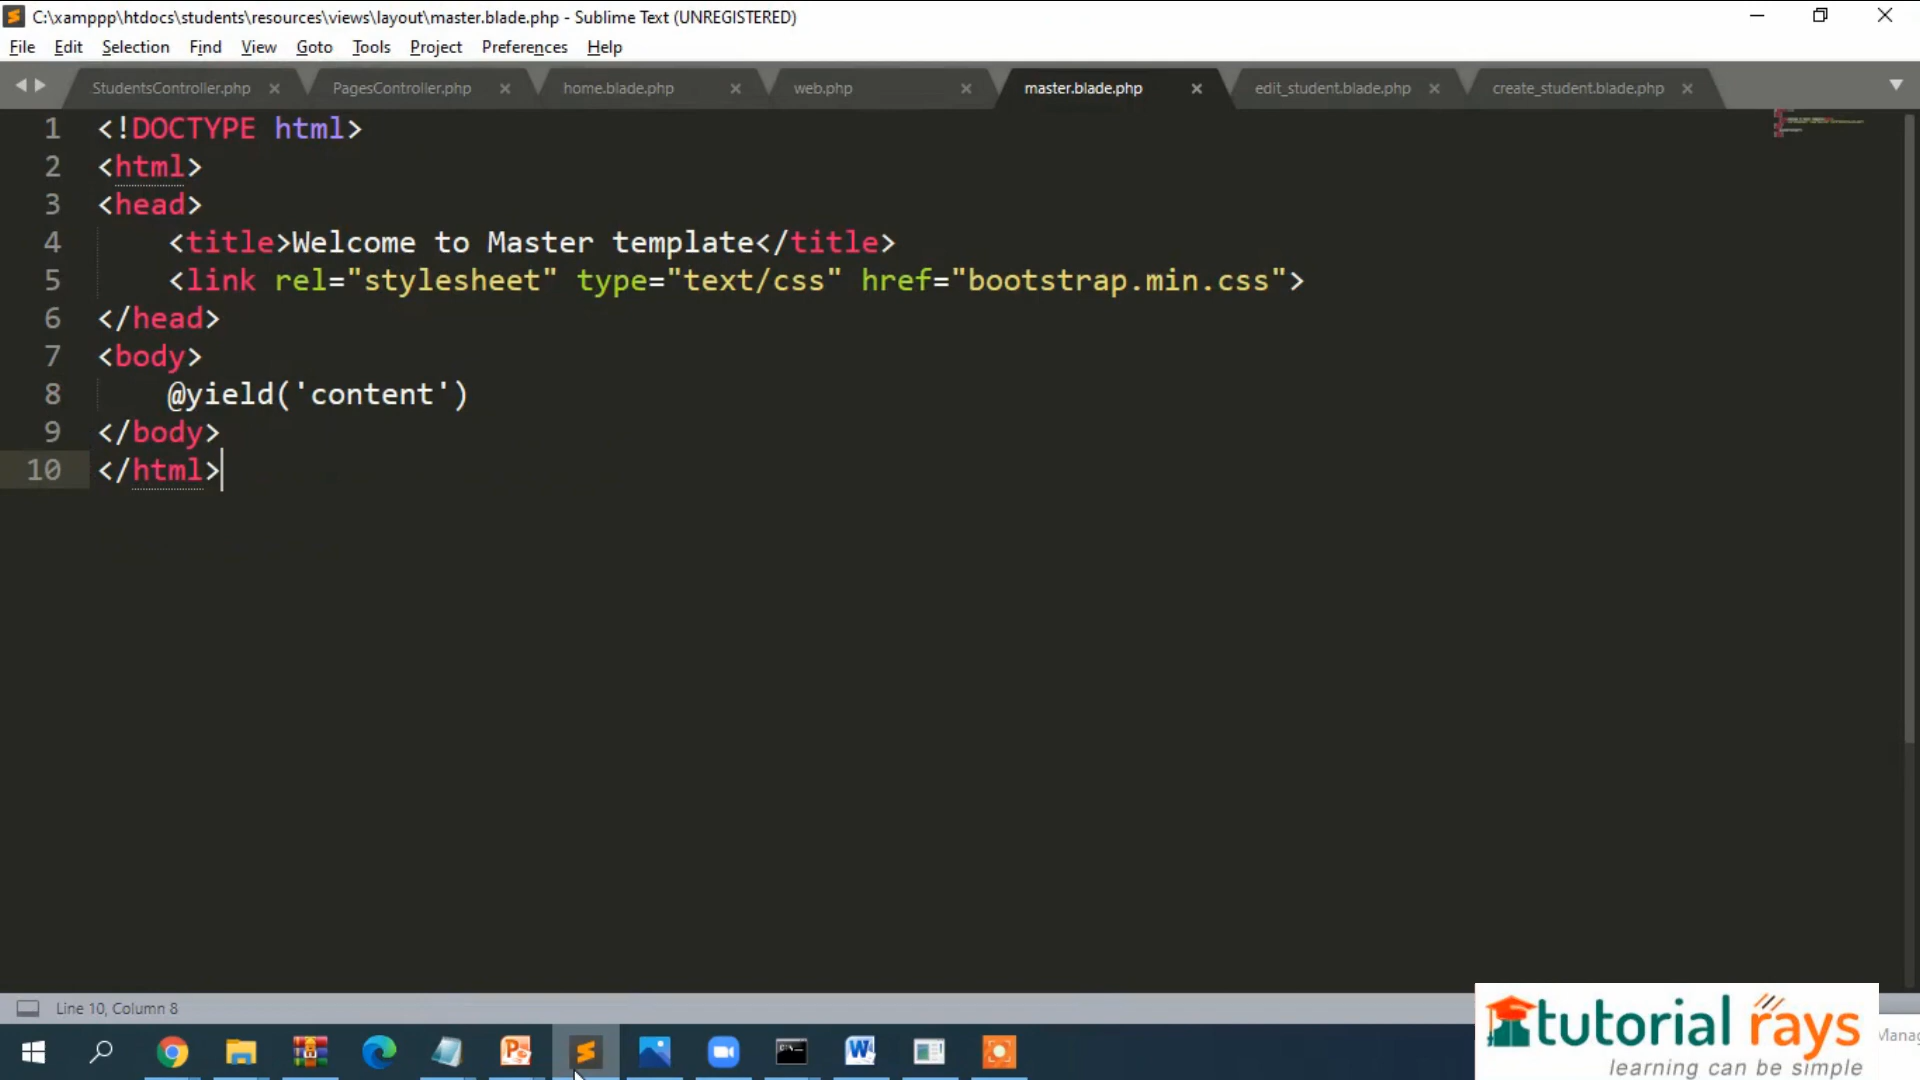 C:\xamppp\htdocs\students\resources\views\layout\master.blade.php - Sublime Text (UNREGISTERED)
File Edit Selection Find View Goto Tools Project Preferences Help
StudentsController.php PagesController.php home.blade.php web.php master.blade.php edit_student.blade.php create_student.blade.php
1 <!DOCTYPE html>
2 <html>
3 <head>
4 <title>Welcome to Master template</title>
5 <link rel="stylesheet" type="text/css" href="bootstrap.min.css">
6 </head>
7 <body>
8 @yield('content')
9 </body>
10 </html>
Line 10, Column 8
tutorial rays
learning can be simple